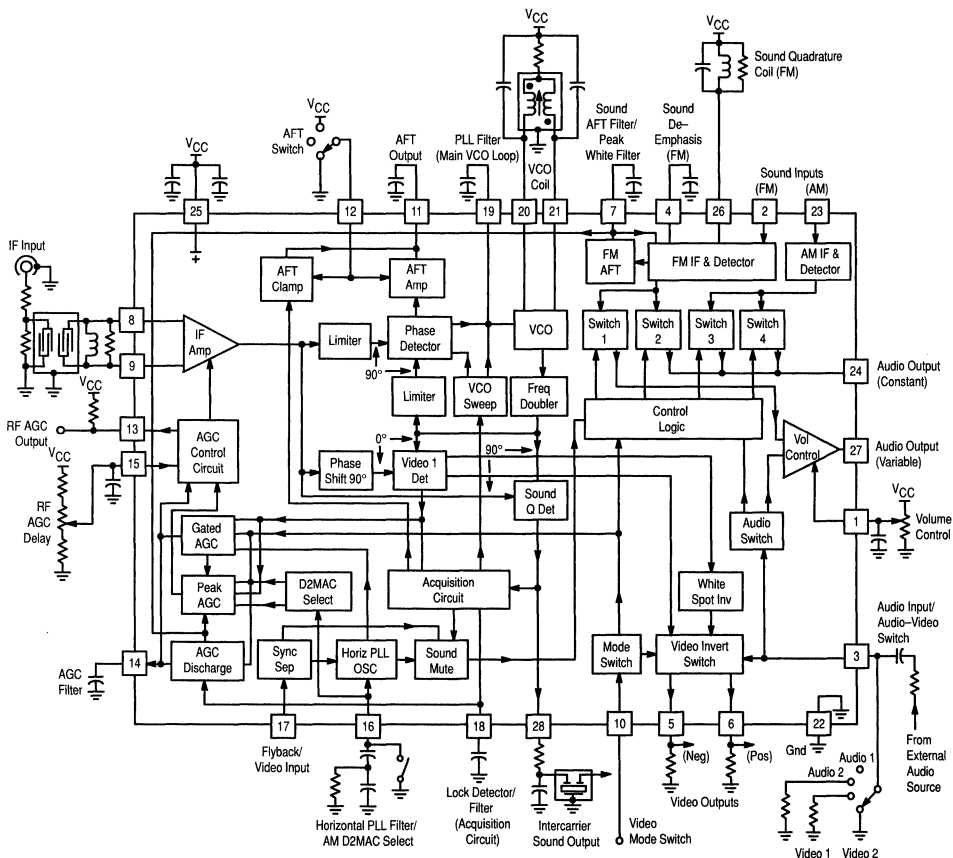 VCC
VCC
Sound Quadrature
Coil (FM)
VCC
AFT
Switch
VCC
AFT
Output
PLL Filter
(Main VCO Loop)
VCO
Coil
Sound
AFT Filter/
Peak
White Filter
Sound
De–
Emphasis
(FM)
Sound Inputs
(FM)
(AM)
25
12
11
19
20
21
7
4
26
2
23
+
IF Input
AFT
Clamp
AFT
Amp
FM
AFT
FM IF & Detector
AM IF &
Detector
8
9
IF
Amp
Limiter
90°
Phase
Detector
VCO
Switch
1
Switch
2
Switch
3
Switch
4
24
Audio Output
(Constant)
VCC
Limiter
VCO
Sweep
Freq
Doubler
Control
Logic
RF AGC
Output
13
AGC
Control
Circuit
0°
90°
Vol
Control
27
Audio Output
(Variable)
VCC
15
Phase
Shift 90°
Video 1
Det
Sound
Q Det
RF
AGC
Delay
Audio
Switch
1
VCC
Volume
Control
Gated
AGC
Peak
AGC
D2MAC
Select
Acquisition
Circuit
White
Spot Inv
Audio Input/
Audio–Video
Switch
14
AGC
Filter
AGC
Discharge
Sync
Sep
Horiz PLL
OSC
Sound
Mute
Mode
Switch
Video Invert
Switch
3
17
16
18
28
10
5
6
22
Flyback/
Video Input
(Neg)
(Pos)
Gnd
From
External
Audio
Source
Lock Detector/
Filter
(Acquisition
Circuit)
Horizontal PLL Filter/
AM D2MAC Select
Intercarrier
Sound Output
Video
Mode Switch
Video Outputs
Audio 1
Audio 2
Video 1
Video 2